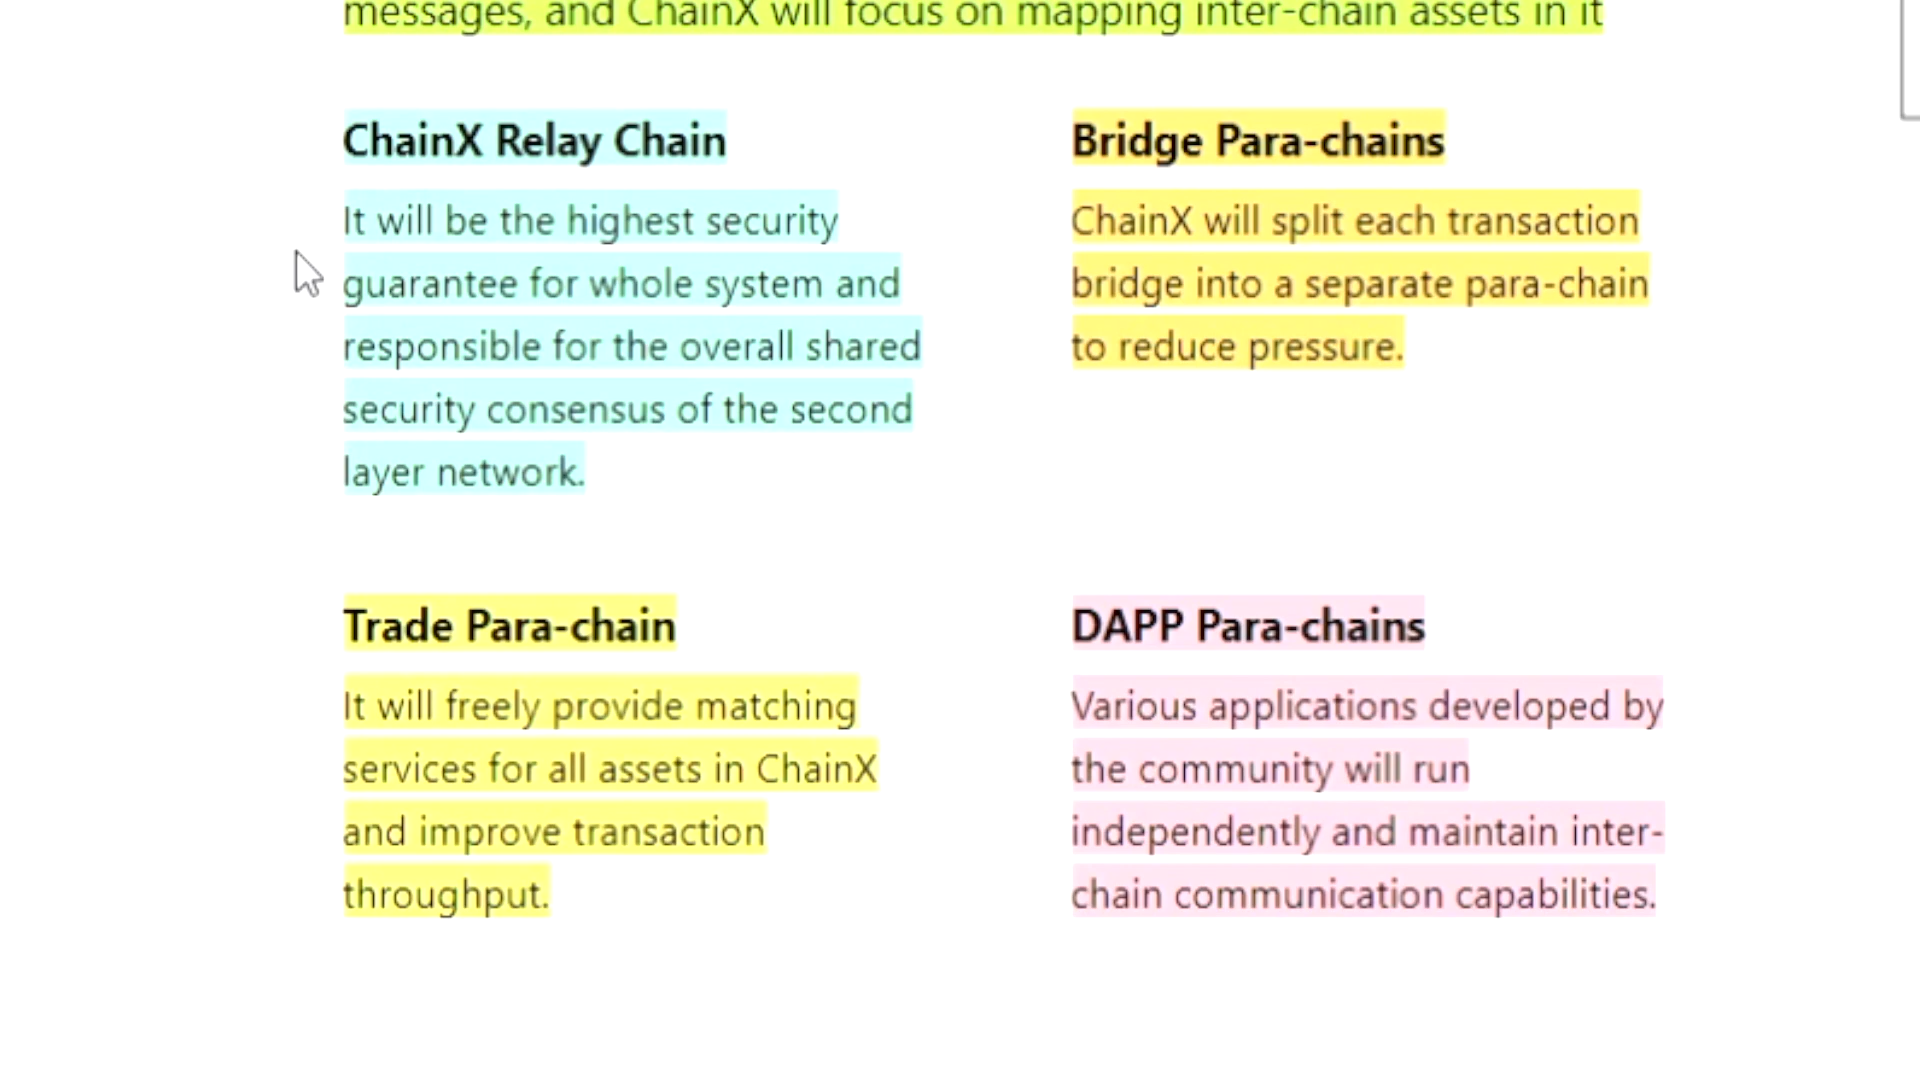 messages, and ChainX will focus on mapping inter-chain assets in it
ChainX Relay Chain
It will be the highest security
guarantee for whole system and
responsible for the overall shared
security consensus of the second
layer network.
Bridge Para-chains
ChainX will split each transaction
bridge into a separate para-chain
to reduce pressure.
Trade Para-chain
It will freely provide matching
services for all assets in ChainX
and improve transaction
throughput.
DAPP Para-chains
Various applications developed by
the community will run
independently and maintain inter-
chain communication capabilities.